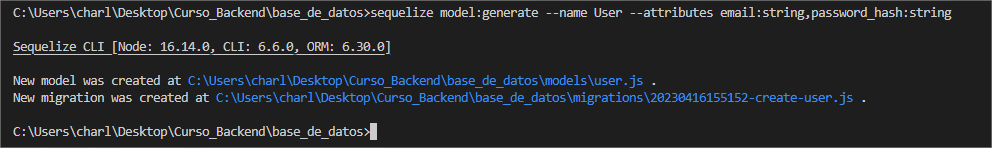 C:\Users\charl\Desktop\Curso_Backend\base_de_datos>sequelize model:generate --name User --attributes email:string,password_hash:string
Sequelize CLI [Node: 16.14.0, CLI: 6.6.0, ORM: 6.30.0]
New model was created at C:\Users\charl\Desktop\Curso_Backend\base_de_datos\models\user.js .
New migration was created at C:\Users\charl\Desktop\Curso_Backend\base_de_datos\migrations\20230416155152-create-user.js .
C:\Users\charl\Desktop\Curso_Backend\base_de_datos>